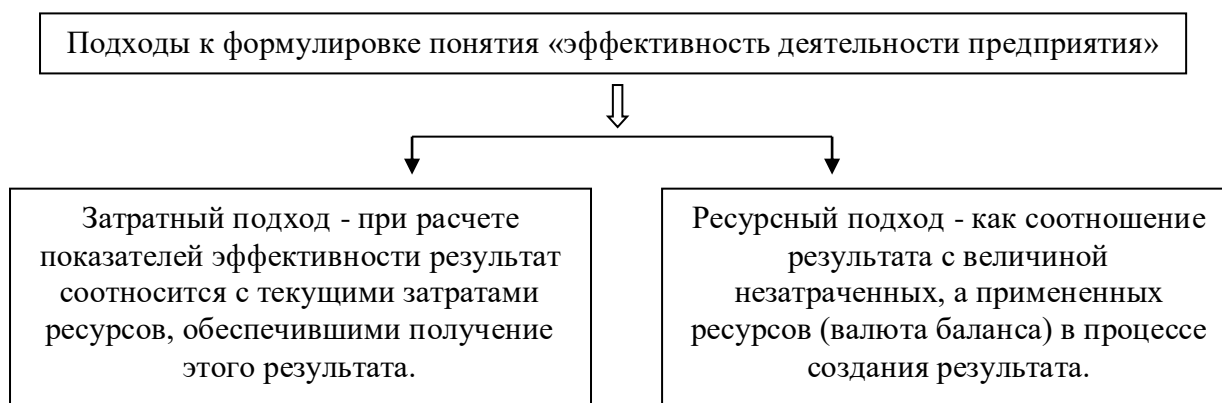 Подходы к формулировке понятия «эффективность деятельности предприятия»
Затратный подход - при расчете
показателей эффективности результат
соотносится с текущими затратами
ресурсов, обеспечившими получение
этого результата.
Ресурсный подход - как соотношение
результата с величиной
незатраченных, а примененных
ресурсов (валюта баланса) в процессе
создания результата.